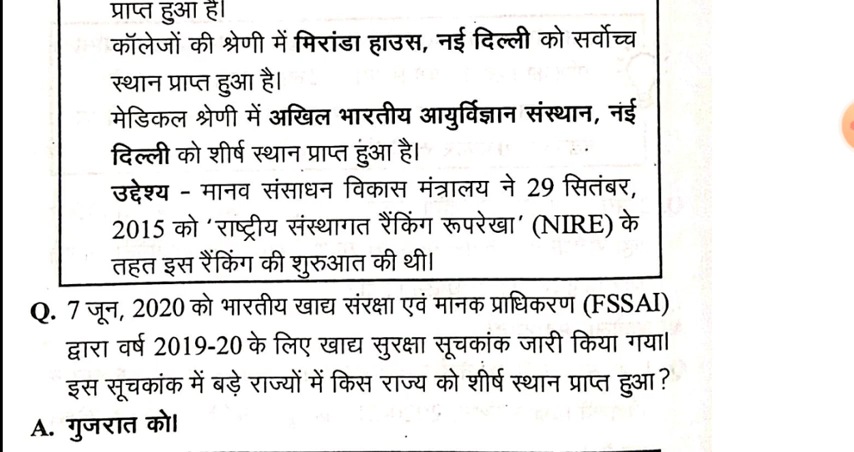 प्राप्त हुआ है।
कॉलेजों की श्रेणी में मिरांडा हाउस, नई दिल्ली को सर्वोच्च
स्थान प्राप्त हुआ है।
मेडिकल श्रेणी में अखिल भारतीय आयुर्विज्ञान संस्थान, नई
दिल्ली को शीर्ष स्थान प्राप्त हुआ है।
उद्देश्य - मानव संसाधन विकास मंत्रालय ने 29 सितंबर,
2015 को 'राष्ट्रीय संस्थागत रैंकिंग रूपरेखा' (NIRE) के
तहत इस रैंकिंग की शुरुआत की थी।
Q. 7 जून, 2020 को भारतीय खाद्य संरक्षा एवं मानक प्राधिकरण (FSSAI)
द्वारा वर्ष 2019-20 के लिए खाद्य सुरक्षा सूचकांक जारी किया गया।
इस सूचकांक में बड़े राज्यों में किस राज्य को शीर्ष स्थान प्राप्त हुआ?
A. गुजरात को।